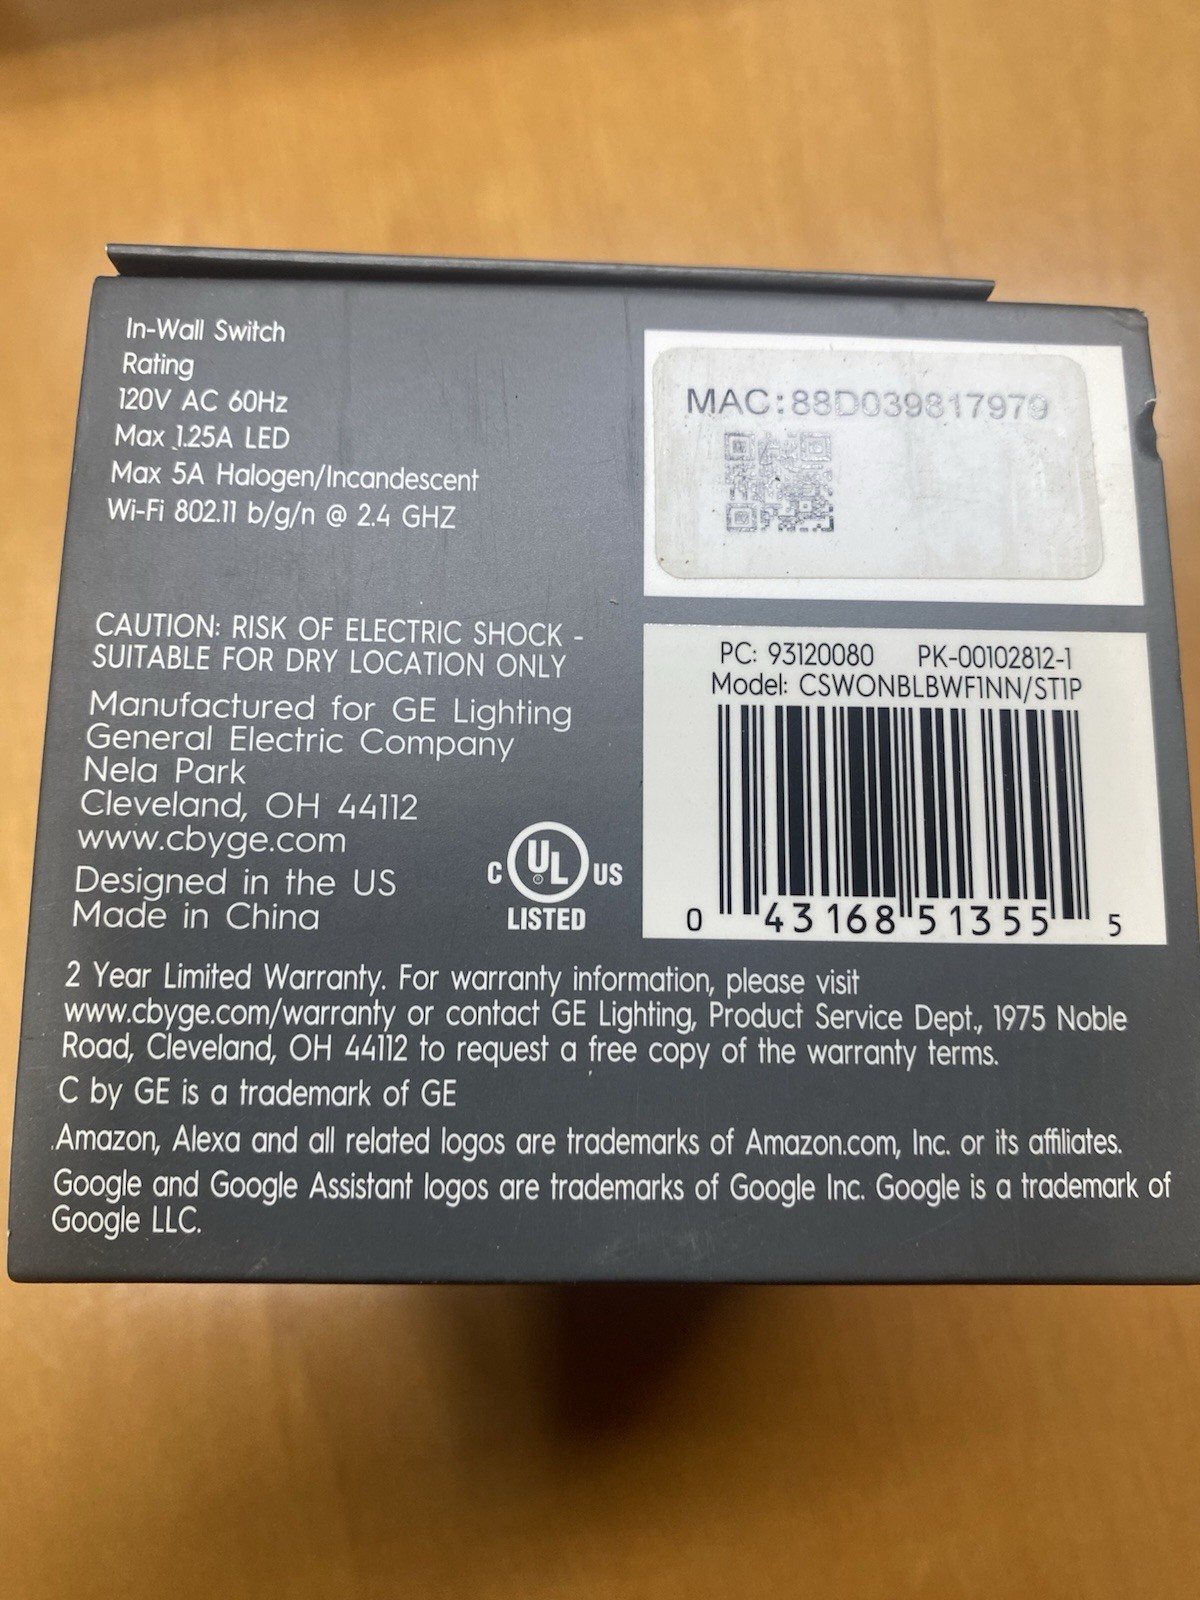 In-Wall Switch
Rating
120V AC 60Hz
Max 1.25A LED
Max 5A Halogen/Incandescent
Wi-Fi 802.11 b/g/n @ 2.4 GHZ
MAC:88D039817979
CAUTION: RISK OF ELECTRIC SHOCK -
SUITABLE FOR DRY LOCATION ONLY
Manufactured for GE Lighting
General Electric Company
Nela Park
Cleveland, OH 44112
www.cbyge.com
Designed in the US
Made in China
C UL® US
LISTED
PC: 93120080 PK-00102812-1
Model: CSWONBLBWF1NN/ST1P
0 43168 51355 5
2 Year Limited Warranty. For warranty information, please visit
www.cbyge.com/warranty or contact GE Lighting, Product Service Dept., 1975 Noble
Road, Cleveland, OH 44112 to request a free copy of the warranty terms.
C by GE is a trademark of GE
Amazon, Alexa and all related logos are trademarks of Amazon.com, Inc. or its affiliates.
Google and Google Assistant logos are trademarks of Google Inc. Google is a trademark of
Google LLC.